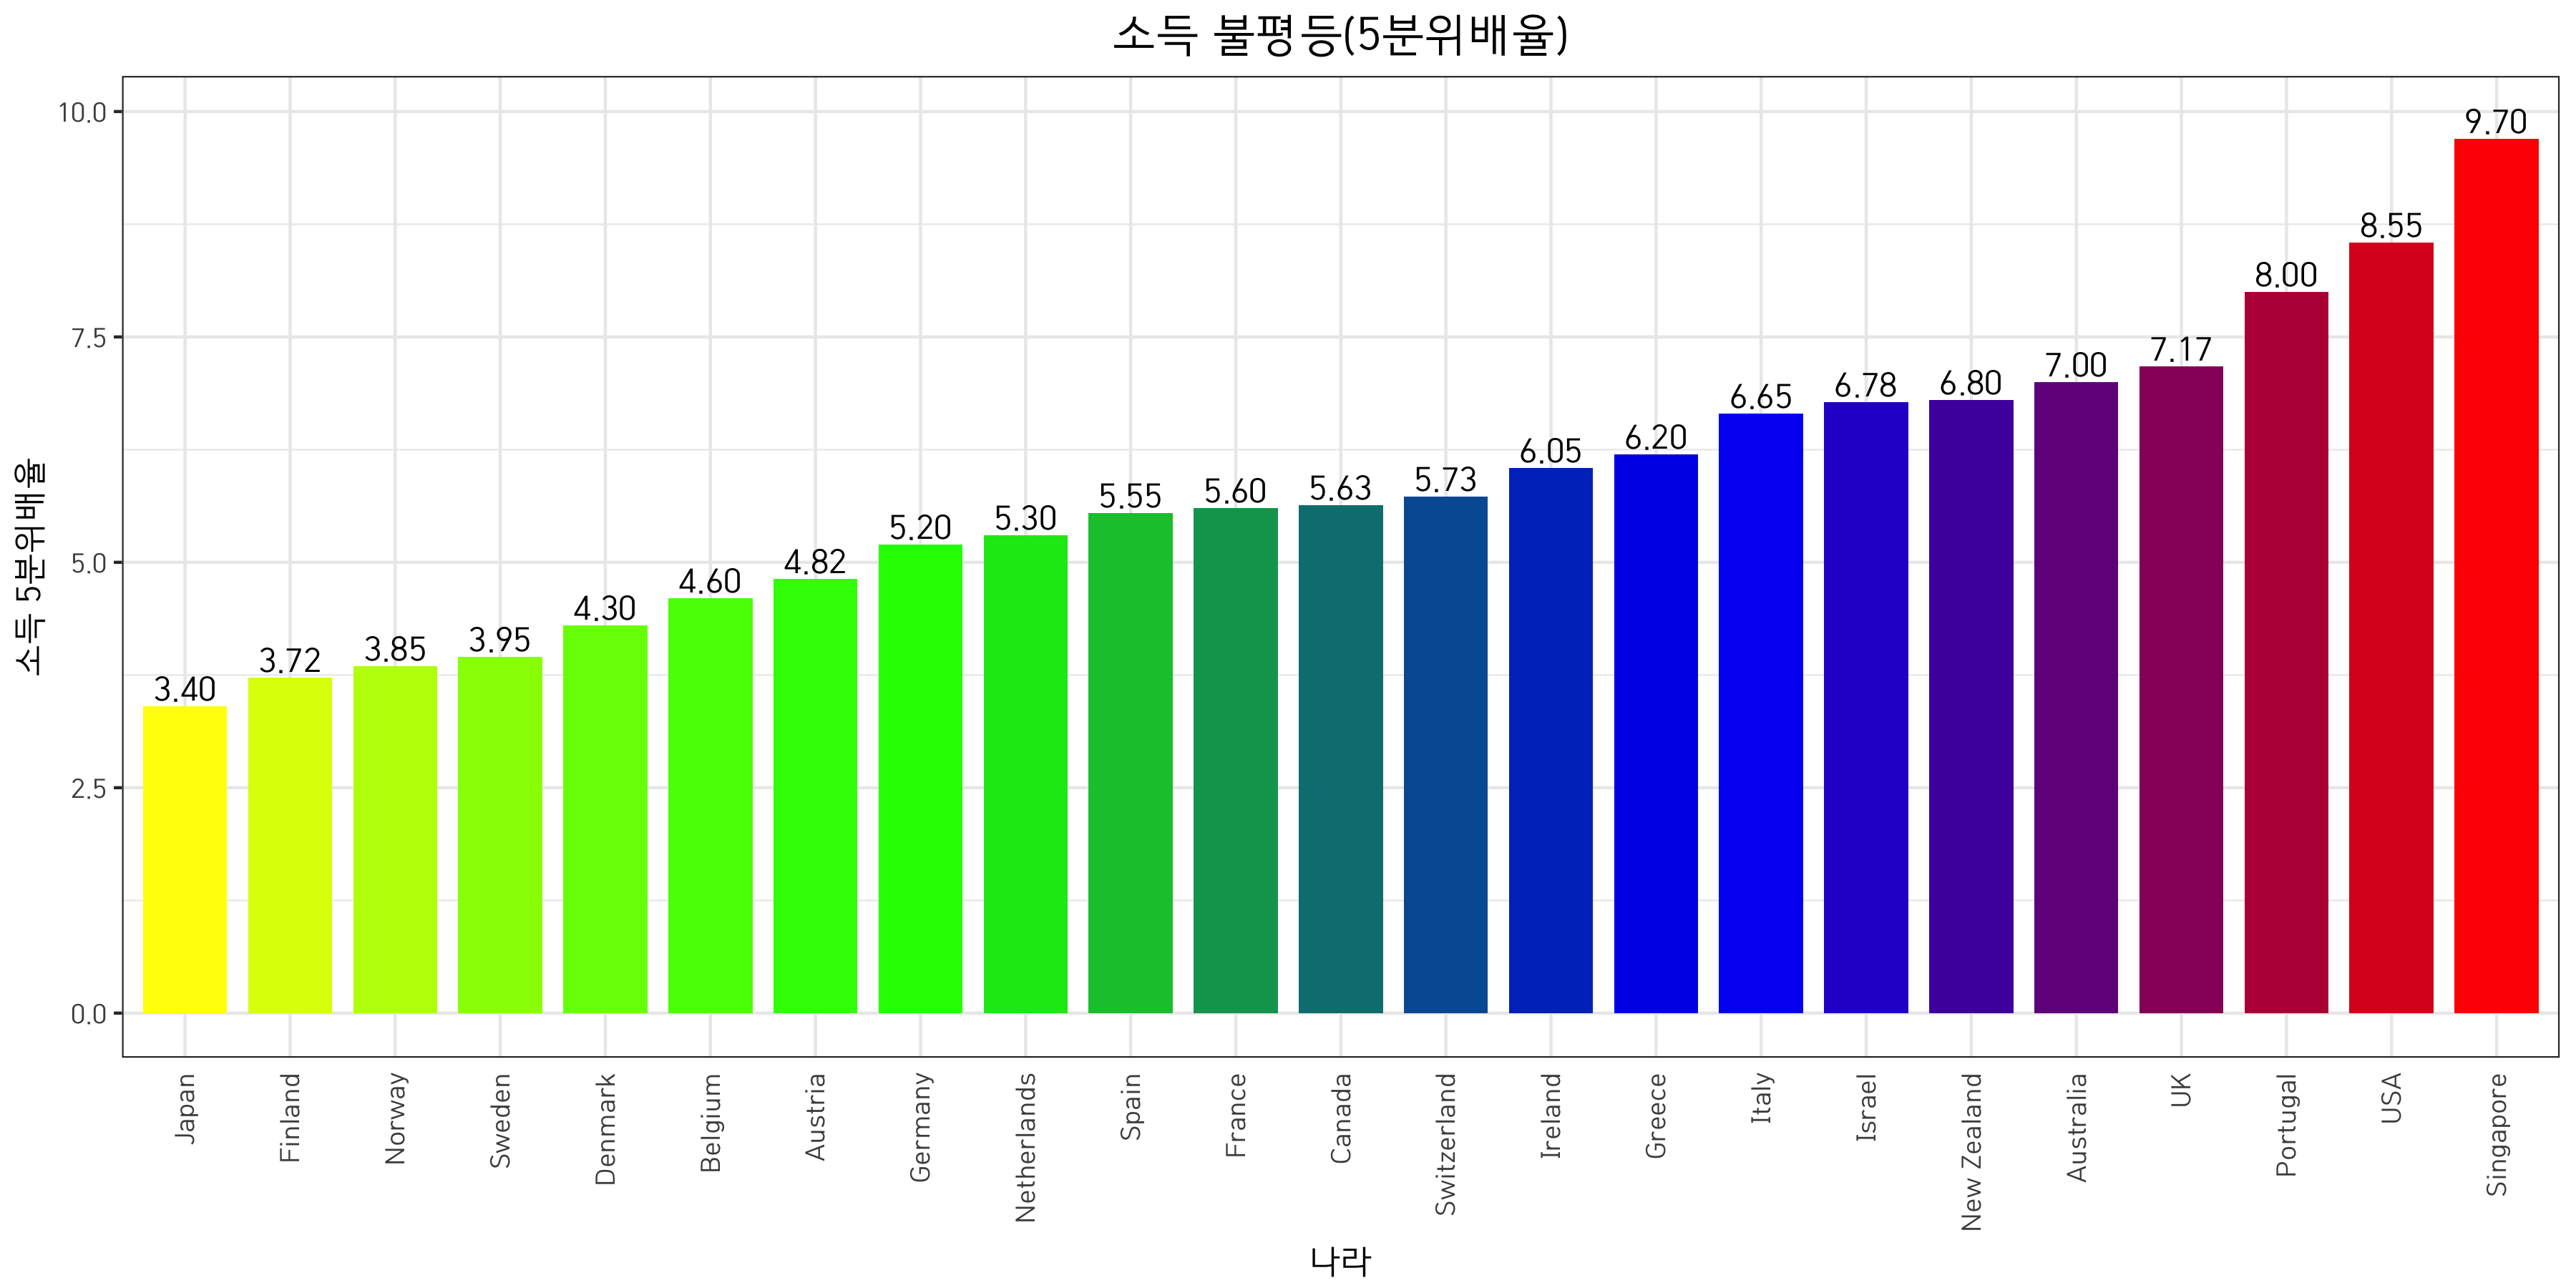 소득 불평등(5분위배율)
소득 5분위배율
10.0
7.5
5.0
2.5
0.0
3.40
3.72
3.85
3.95
4.30
4.60
4.82
5.20
5.30
5.55
5.60
5.63
5.73
6.05
6.20
6.65
6.78
6.80
7.00
7.17
8.00
8.55
9.70
Japan
Finland
Norway
Sweden
Denmark
Belgium
Austria
Germany
Netherlands
Spain
France
Canada
Switzerland
Ireland
Greece
Italy
Israel
New Zealand
Australia
UK
Portugal
USA
Singapore
나라